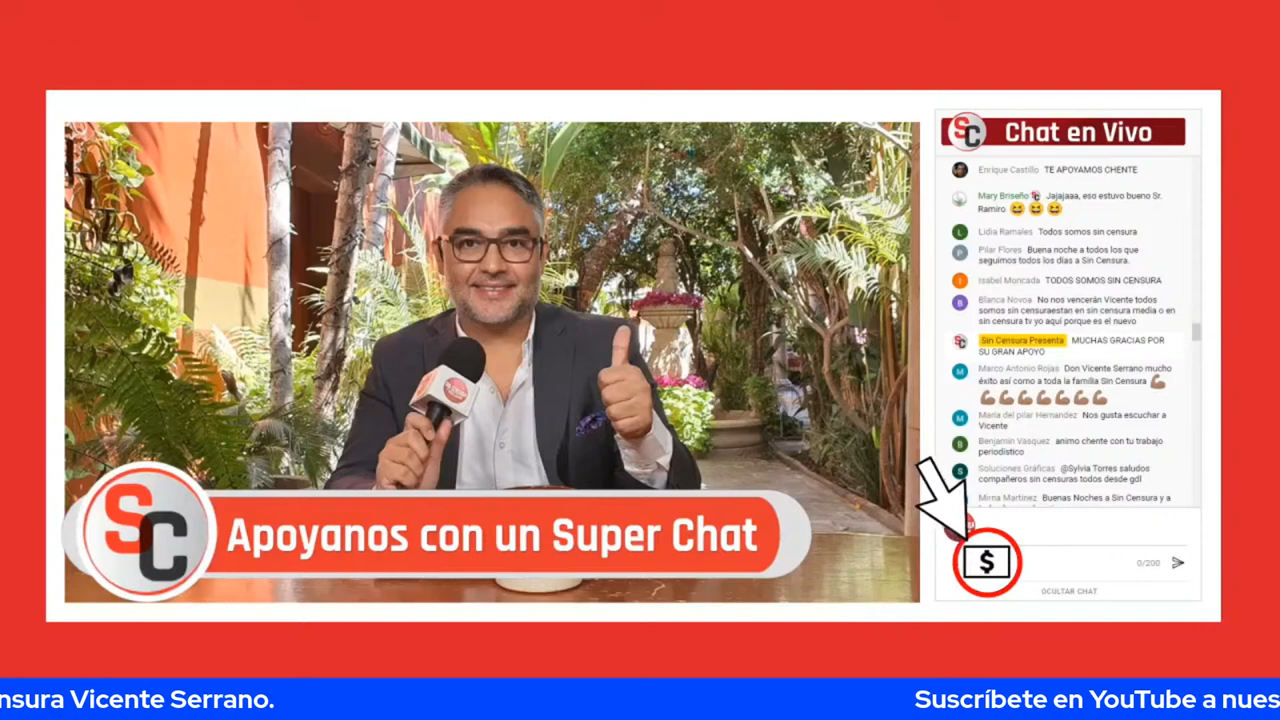 SC Chat en Vivo
Enrique Castillo TE APOYAMOS CHENTE
Mary Briseño Jajajaaa, eso estuvo bueno Sr.
Ramiro 😆 😆 😆
Lidia Ramales Todos somos sin censura
Pilar Flores Buena noche a todos los que
seguimos todos los días a Sin Censura.
Isabel Moncada TODOS SOMOS SIN CENSURA
Blanca Novoa No nos vencerán Vicente todos
somos sin censuraestan en sin censura media o en
sin censura tv yo aquí porque es el nuevo
Sin Censura Presenta MUCHAS GRACIAS POR
SU GRAN APOYO
Marco Antonio Rojas Don Vicente Serrano mucho
éxito así como a toda la familia Sin Censura 💪🏽
💪🏽💪🏽💪🏽💪🏽💪🏽💪🏽💪🏽
María del pilar Hernandez Nos gusta escuchar a
Vicente
Benjamin Vasquez animo chente con tu trabajo
periodístico
Soluciones Gráficas @Sylvia Torres saludos
compañeros sin censuras todos desde gdl
Mirna Martinez Buenas Noches a Sin Censura y a
$
0/200
OCULTAR CHAT
SC Apoyanos con un Super Chat
nsura Vicente Serrano.
Suscríbete en YouTube a nues